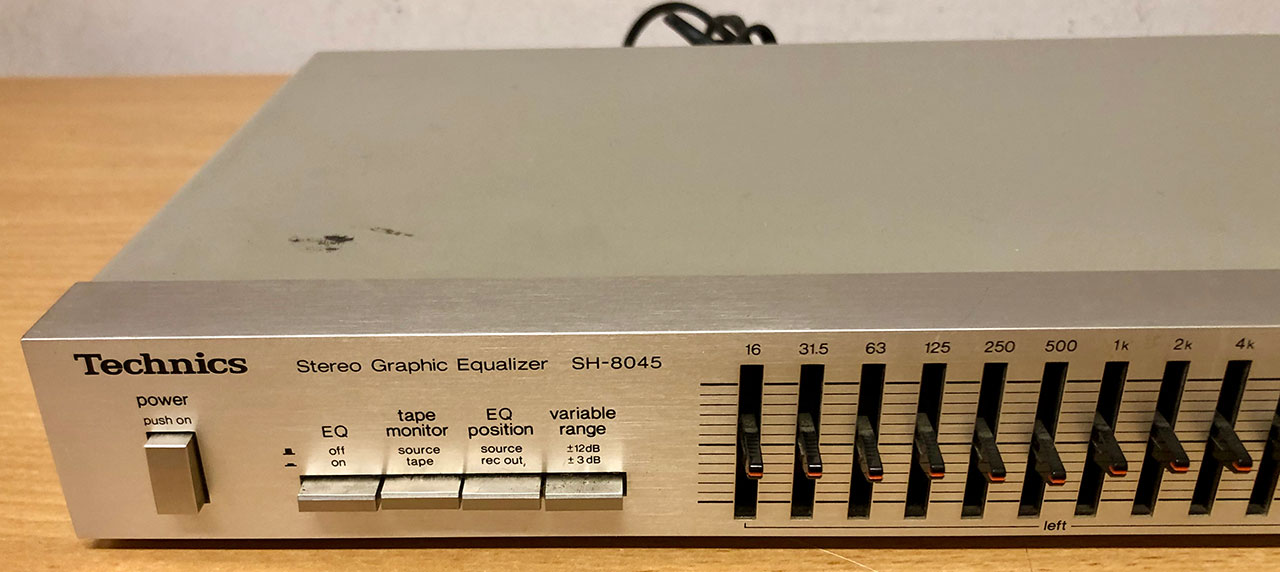 Technics
Stereo Graphic Equalizer SH-8045
power
push on
EQ
off
on
tape
monitor
source
tape
EQ
position
source
rec out,
variable
range
±12dB
±3dB
16 31.5 63 125 250 500 1k 2k 4k
left